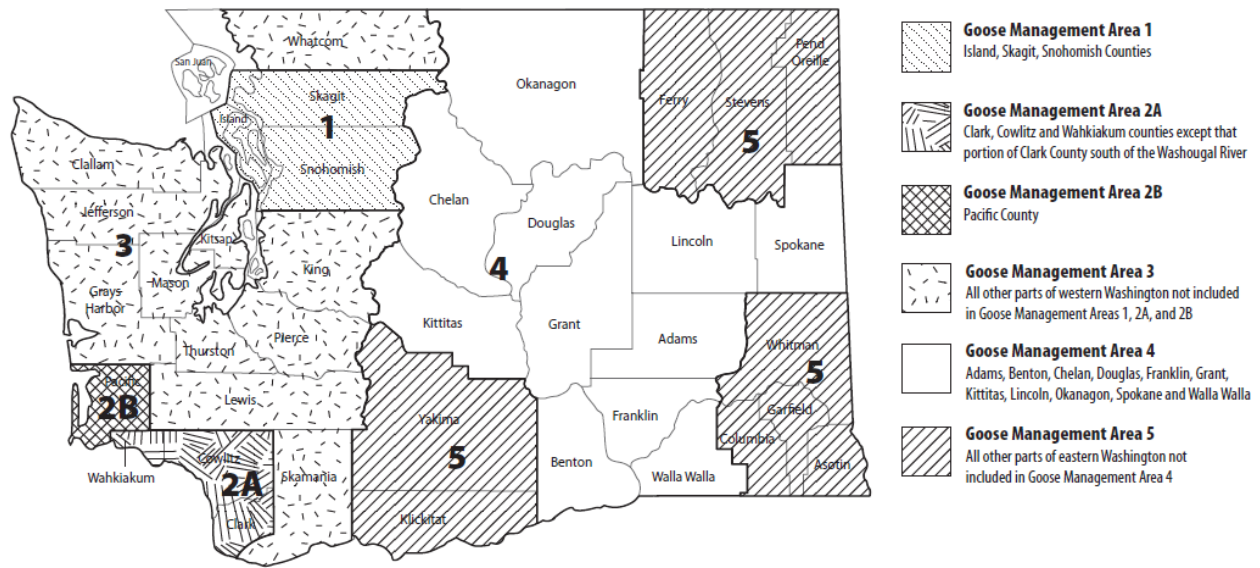 Whatcom
San Juan
Skagit
Island
1
Snohomish
Clallam
Jefferson
Kitsap
3
Mason
King
Grays
Harbor
Thurston
Pierce
Pacific
2B
Lewis
Wahkiakum
Cowlitz
2A
Clark
Skamania
Okanagon
Chelan
Douglas
4
Kittitas
Grant
Lincoln
Spokane
Adams
Ferry
Stevens
Pend
Oreille
5
Yakima
5
Klickitat
Benton
Franklin
Walla Walla
Whitman
5
Garfield
Columbia
Asotin
Goose Management Area 1
Island, Skagit, Snohomish Counties
Goose Management Area 2A
Clark, Cowlitz and Wahkiakum counties except that
portion of Clark County south of the Washougal River
Goose Management Area 2B
Pacific County
Goose Management Area 3
All other parts of western Washington not included
in Goose Management Areas 1, 2A, and 2B
Goose Management Area 4
Adams, Benton, Chelan, Douglas, Franklin, Grant,
Kittitas, Lincoln, Okanagon, Spokane and Walla Walla
Goose Management Area 5
All other parts of eastern Washington not
included in Goose Management Area 4